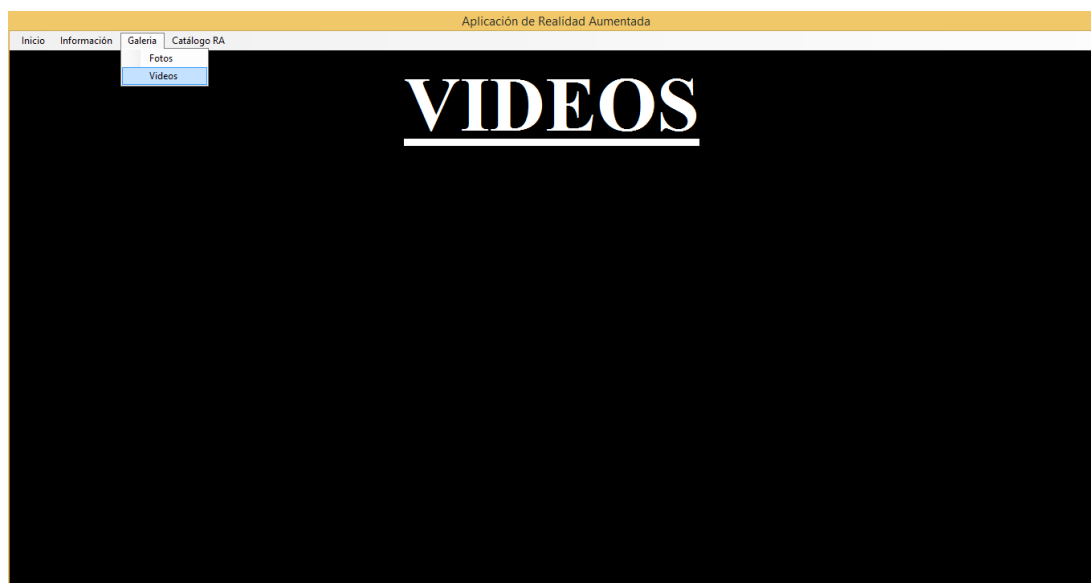 Aplicación de Realidad Aumentada
Inicio Información Galeria Catálogo RA
Fotos
Videos
VIDEOS